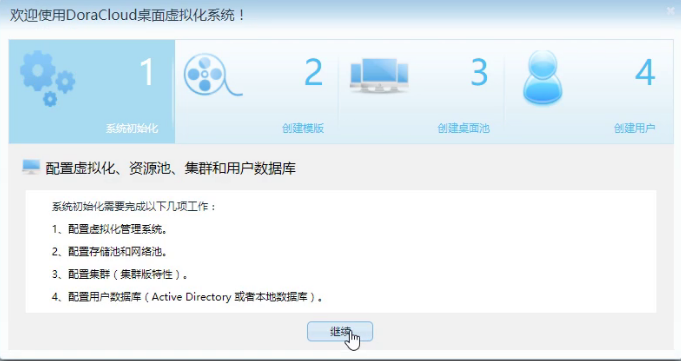 欢迎使用DoraCloud桌面虚拟化系统！
1
系统初始化
2
创建模版
3
创建桌面池
4
创建用户
配置虚拟化、资源池、集群和用户数据库
系统初始化需要完成以下几项工作：
1、配置虚拟化管理系统。
2、配置存储池和网络池。
3、配置集群（集群版特性）。
4、配置用户数据库（Active Directory 或者本地数据库）。
继续